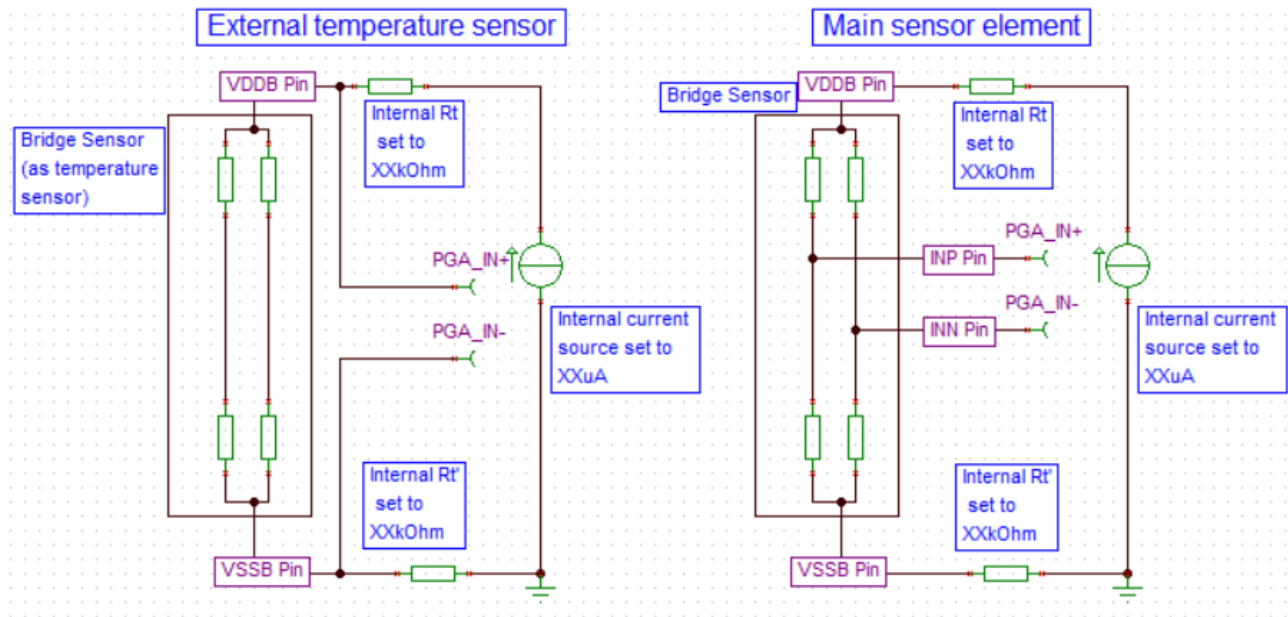 External temperature sensor
VDDB Pin
Internal Rt
set to
XXkOhm
Bridge Sensor
(as temperature
sensor)
PGA_IN+
PGA_IN-
Internal current
source set to
XXuA
Internal Rt'
set to
XXkOhm
VSSB Pin
Main sensor element
Bridge Sensor
VDDB Pin
Internal Rt
set to
XXkOhm
PGA_IN+
INP Pin
PGA_IN-
INN Pin
Internal current
source set to
XXuA
Internal Rt'
set to
XXkOhm
VSSB Pin